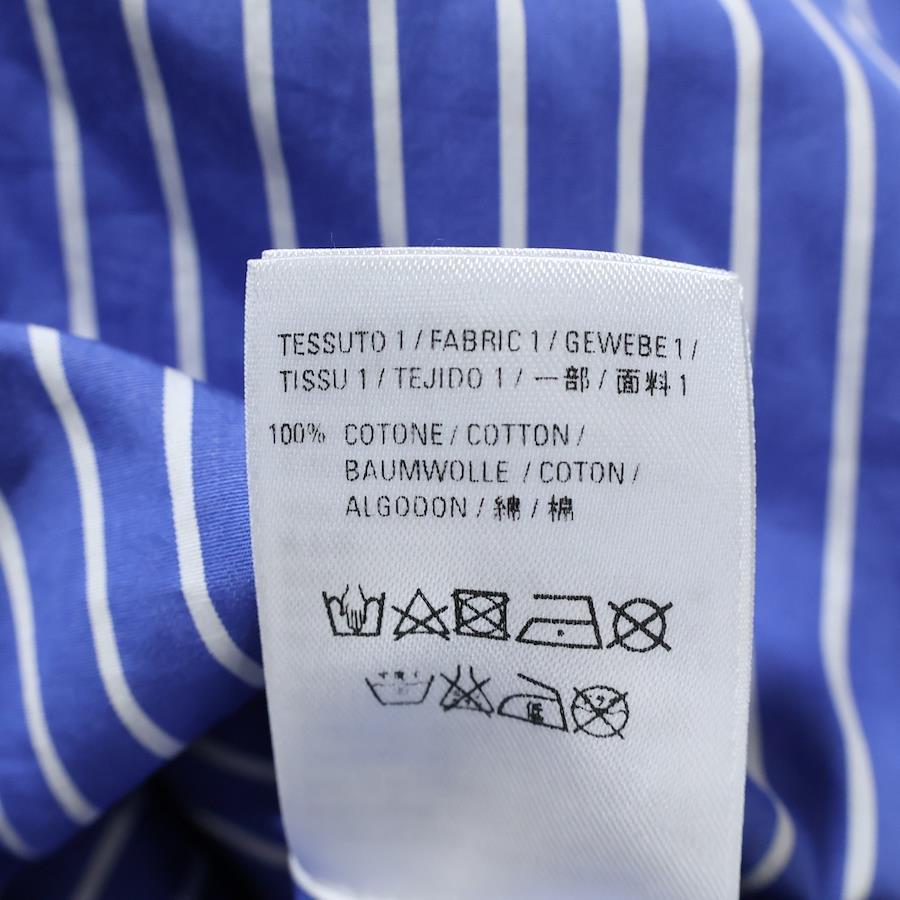 TESSUTO 1 / FABRIC 1 / GEWEBE 1 /
TISSU 1 / TEJIDO 1 / 一部 / 面料 1
100% COTONE / COTTON /
BAUMWOLLE / COTON /
ALGODON / 綿 / 棉